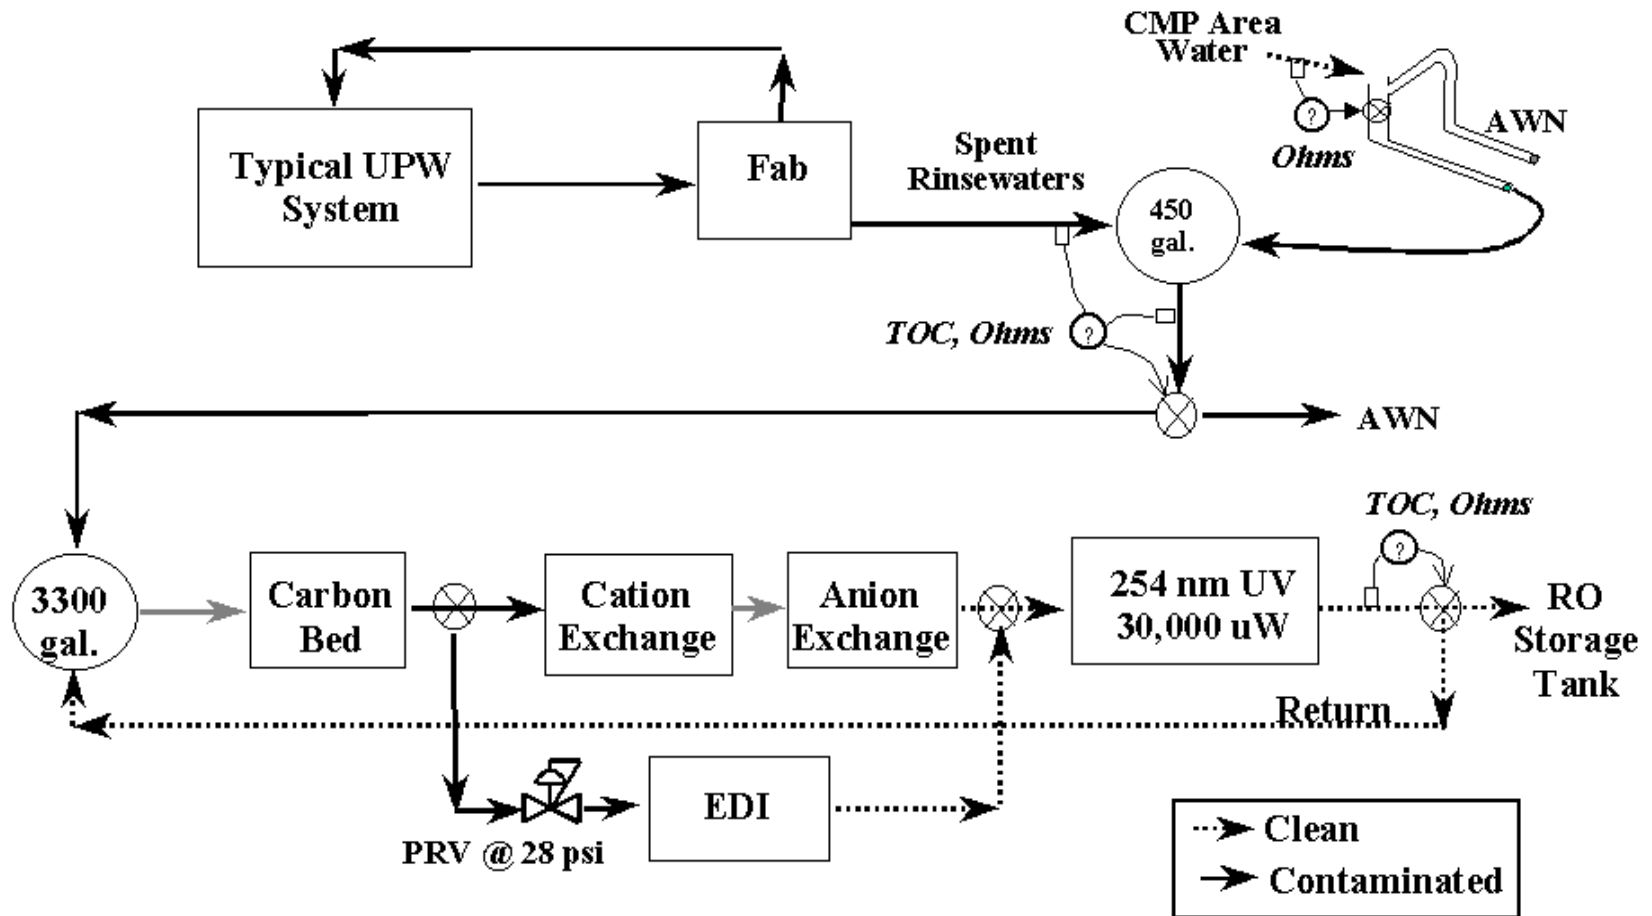 CMP Area
Water
AWN
Ohms
?
Typical UPW
System
Fab
Spent
Rinsewaters
450
gal.
TOC, Ohms
?
AWN
TOC, Ohms
?
3300
gal.
Carbon
Bed
Cation
Exchange
Anion
Exchange
254 nm UV
30,000 uW
RO
Storage
Tank
Return
EDI
PRV @ 28 psi
Clean
Contaminated